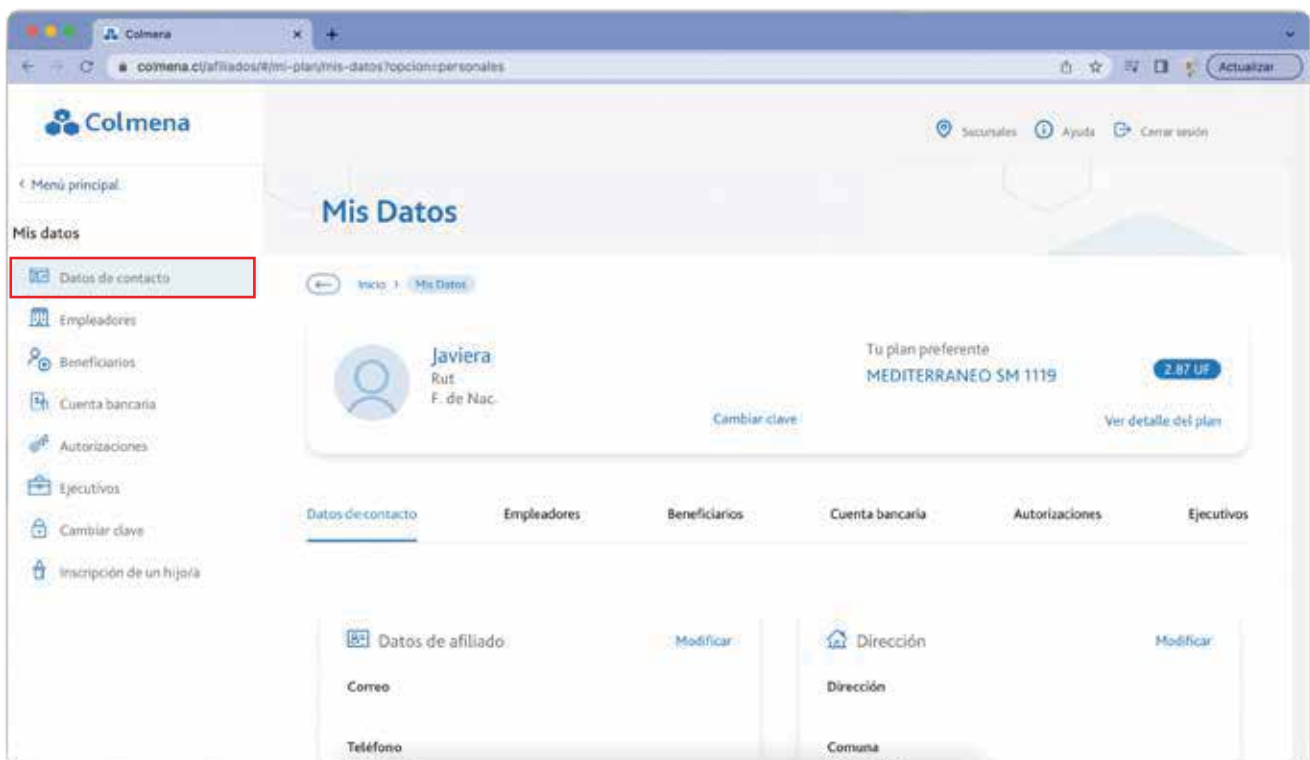 Colmena
colmena.cl/afiliados/#/mi-plan/mis-datos?opcion=personales
Actualizar
Colmena
Sucursales
Ayuda
Cerrar sesión
< Menú principal
Mis Datos
Mis datos
Datos de contacto
Inicio > Mis Datos
Empleadores
Beneficiarios
Cuenta bancaria
Autorizaciones
Ejecutivos
Cambiar clave
Inscripción de un hijo/a
Javiera
Rut
F. de Nac.
Cambiar clave
Tu plan preferente
MEDITERRANEO SM 1119
2.87 UF
Ver detalle del plan
Datos de contacto
Empleadores
Beneficiarios
Cuenta bancaria
Autorizaciones
Ejecutivos
Datos de afiliado
Modificar
Correo
Teléfono
Dirección
Modificar
Dirección
Comuna